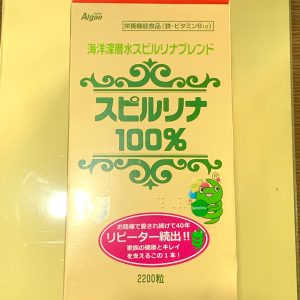 Algae
栄養機能食品(鉄・ビタミンB12)
海洋深層水スピルリナブレンド
スピルリナ
100%
お陰様で愛され続けて40年
リピーター続出!!
家族の健康とキレイ
を支えるこの1本!
2200粒